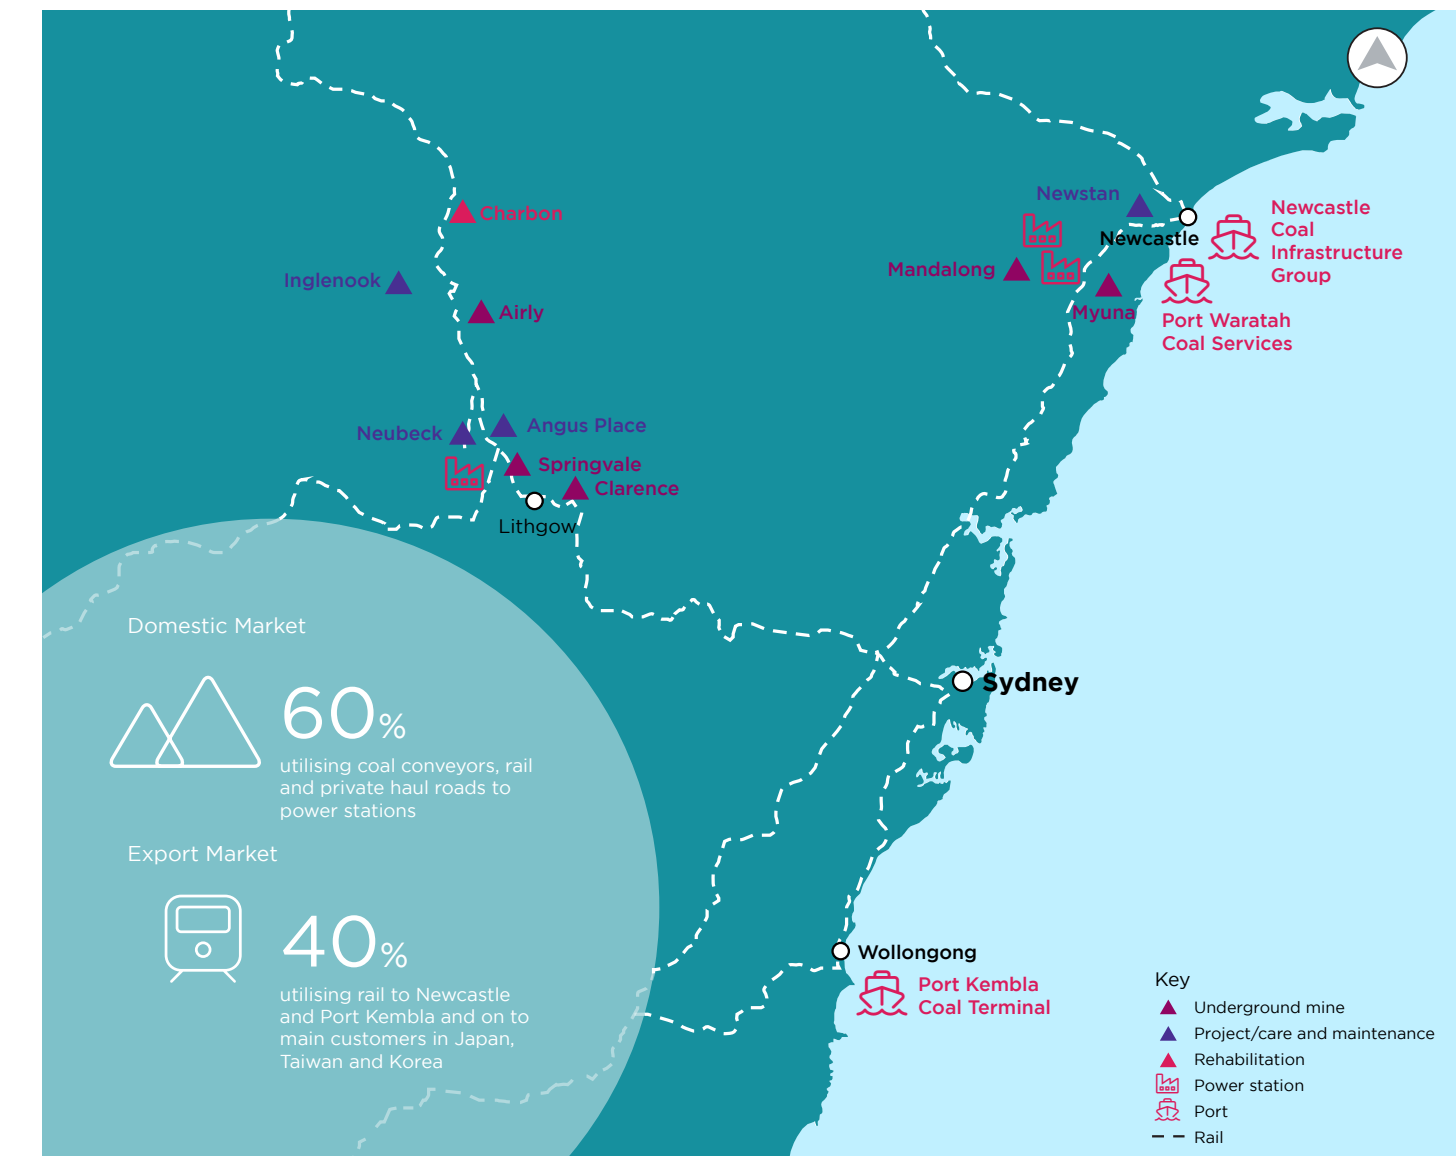 Charbon
Inglenook
Airly
Neubeck
Angus Place
Springvale
Clarence
Lithgow
Newstan
Newcastle
Mandalong
Myuna
Newcastle
Coal
Infrastructure
Group
Port Waratah
Coal Services
Sydney
Wollongong
Port Kembla
Coal Terminal
Domestic Market
60%
utilising coal conveyors, rail
and private haul roads to
power stations
Export Market
40%
utilising rail to Newcastle
and Port Kembla and on to
main customers in Japan,
Taiwan and Korea
Key
Underground mine
Project/care and maintenance
Rehabilitation
Power station
Port
Rail